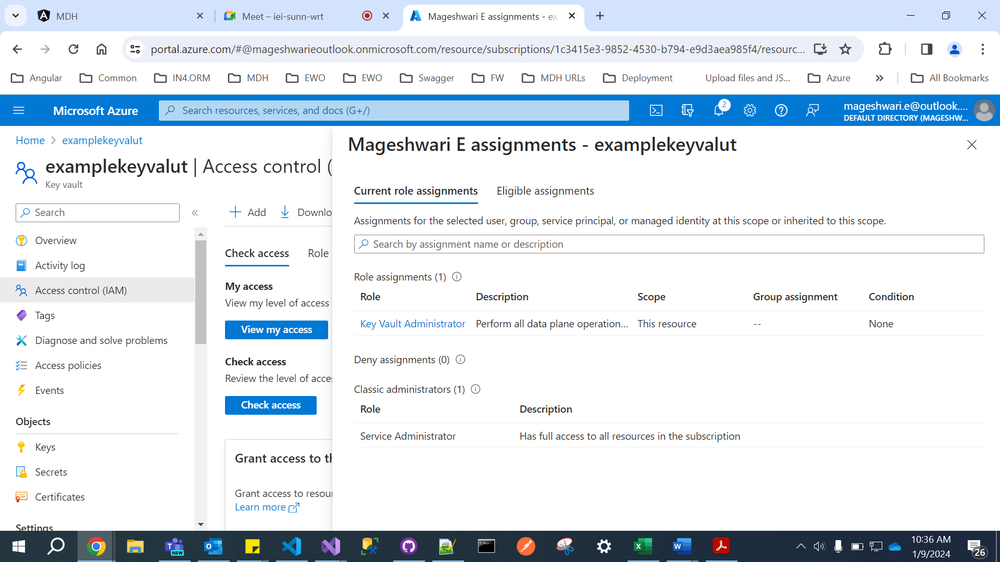 MDH
Meet – iei-sunn-wrt
Mageshwari E assignments - ex
portal.azure.com/#@mageshwarieoutlook.onmicrosoft.com/resource/subscriptions/1c3415e3-9852-4530-b794-e9d3aea985f4/resourc...
Angular
Common
IN4.ORM
MDH
EWO
EWO
Swagger
FW
MDH URLs
Deployment
Upload files and JS...
Azure
All Bookmarks
Microsoft Azure
Search resources, services, and docs (G+/)
2
mageshwari.e@outlook....
DEFAULT DIRECTORY (MAGESHW...
Home > examplekeyvalut
examplekeyvalut | Access control (
Key vault
Search
Overview
Activity log
Access control (IAM)
Tags
Diagnose and solve problems
Access policies
Events
Objects
Keys
Secrets
Certificates
Settings
Add
Downlo
Check access
Role
My access
View my level of access
View my access
Check access
Review the level of acce
Check access
Grant access to th
Grant access to resou
Learn more
Mageshwari E assignments - examplekeyvalut
Current role assignments
Eligible assignments
Assignments for the selected user, group, service principal, or managed identity at this scope or inherited to this scope.
Search by assignment name or description
Role assignments (1)
Role Description Scope Group assignment Condition
Key Vault Administrator Perform all data plane operation... This resource -- None
Deny assignments (0)
Classic administrators (1)
Role Description
Service Administrator Has full access to all resources in the subscription
NEW
10:36 AM
1/9/2024
26